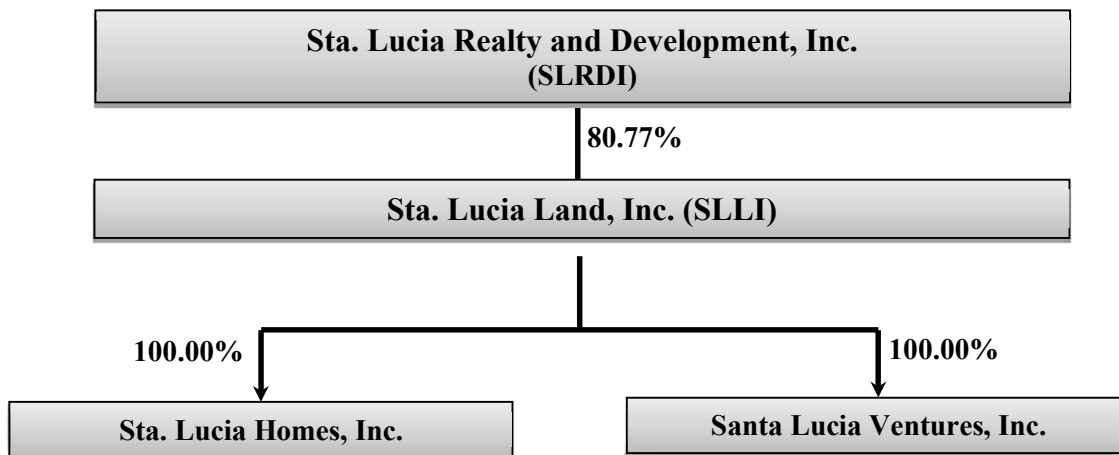 Sta. Lucia Realty and Development, Inc.
(SLRDI)
80.77%
Sta. Lucia Land, Inc. (SLLI)
100.00%
100.00%
Sta. Lucia Homes, Inc.
Santa Lucia Ventures, Inc.